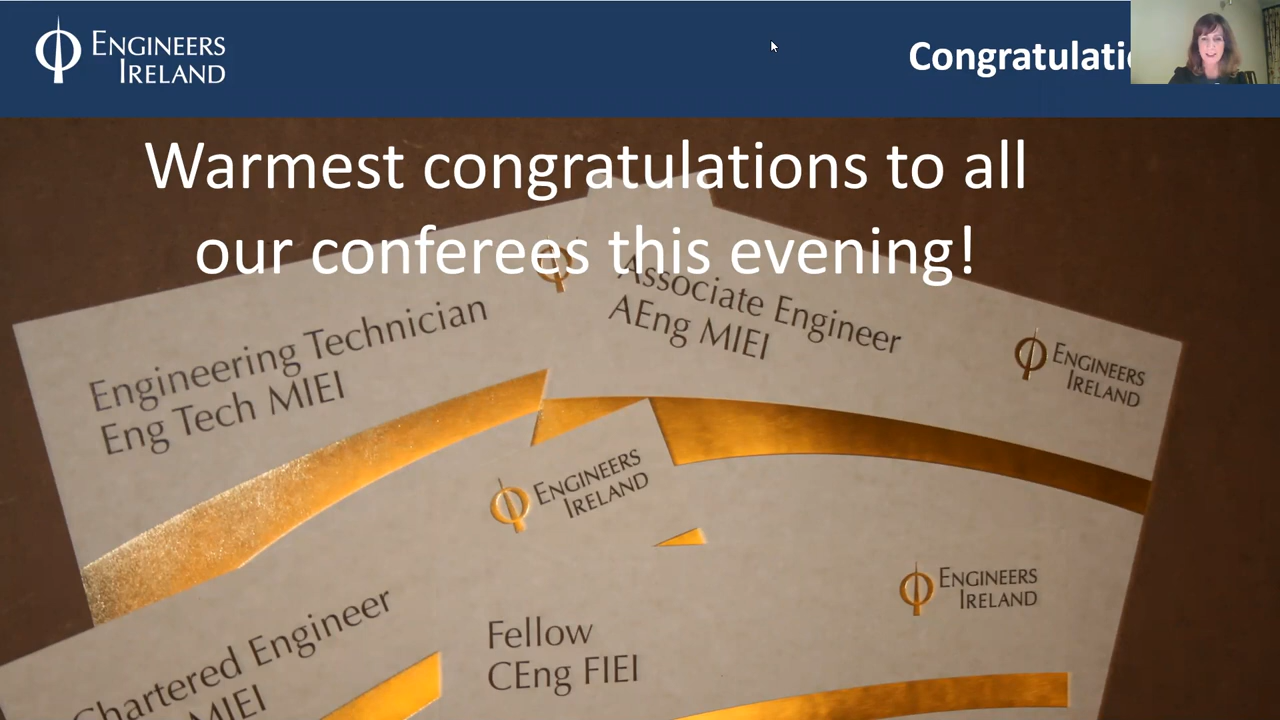 ENGINEERS
IRELAND
Warmest congratulations to all
our conferees this evening!
Engineering Technician
Eng Tech MIEI
Associate Engineer
AEng MIEI
ENGINEERS
IRELAND
ENGINEERS
IRELAND
ENGINEERS
IRELAND
Chartered Engineer
MIEI
Fellow
CEng FIEI